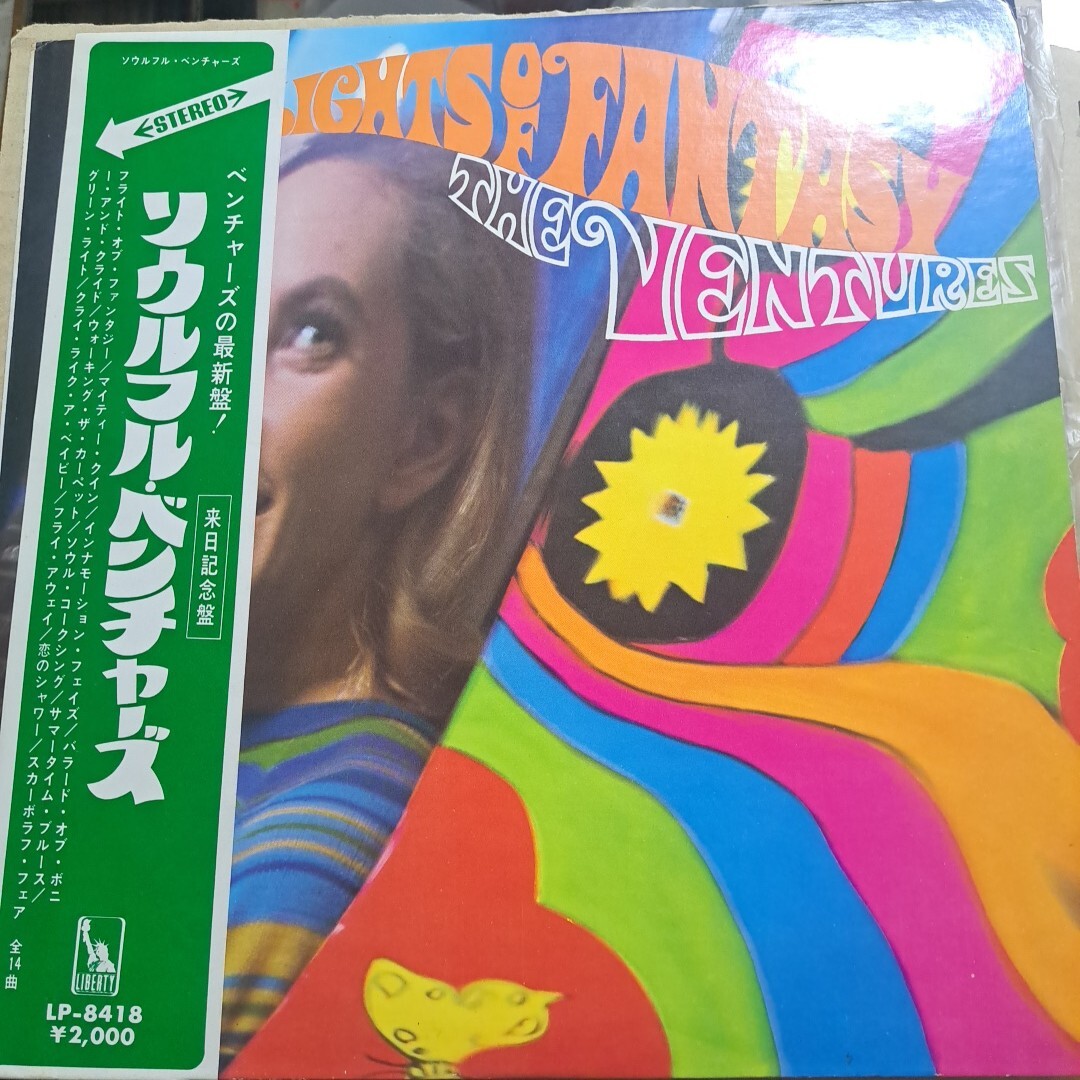 ソウルフル・ベンチャーズ
STEREO
ベンチャーズの最新盤!
ソウルフル・ベンチャーズ
来日記念盤
フライト・オブ・ファンタジー/マイティー・クイン/インナモーション・フェイズ/バラード・オブ・ボニ
ー・アンド・クライド/ウォーキング・ザ・カーペット/ソウル・コークシング/サマータイム・ブルース/
グリーン・ライト/クライ・ライク・ア・ベイビー/フライ・アウェイ/恋のシャワー/スカーボラフ・フェア
全14曲
LIBERTY
LP-8418
¥2,000
LIGHTS OF FANTASY
THE VENTURES